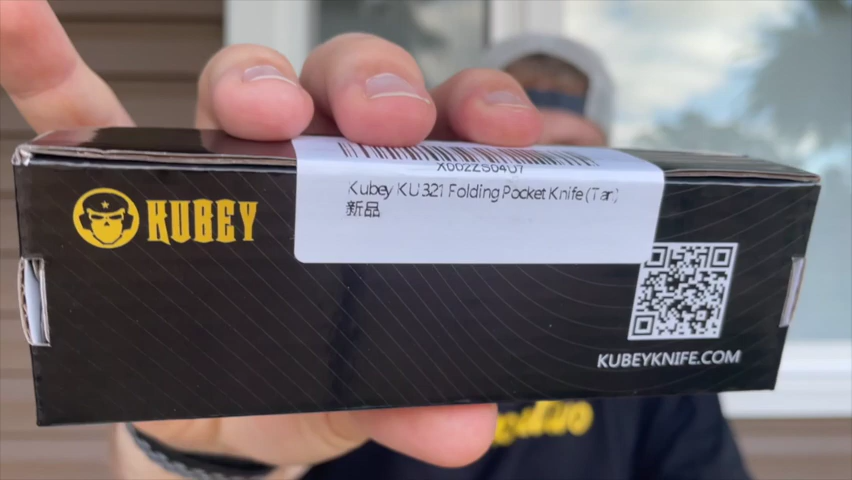 KUBEY
Kubey KU321 Folding Pocket Knife (Tan)
新品
KUBEYKNIFE.COM